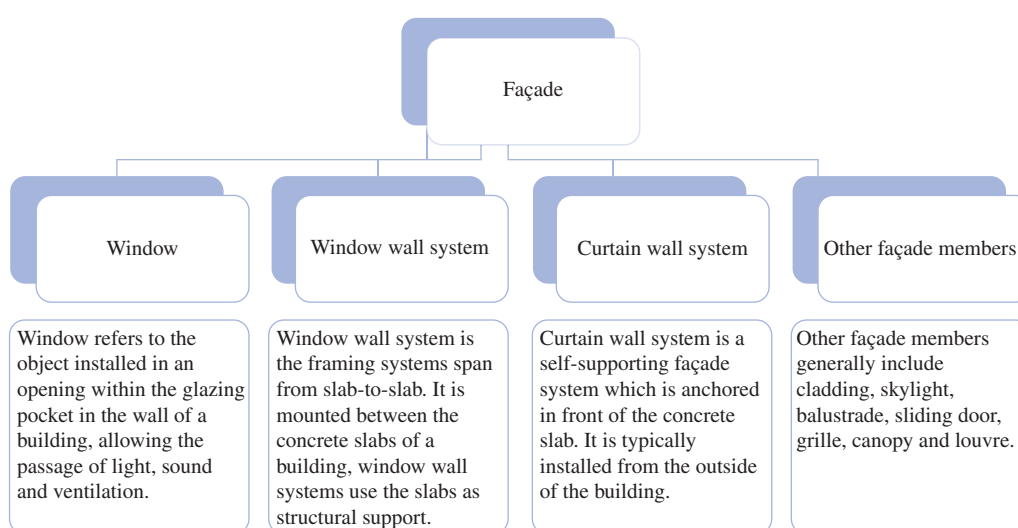 Façade
Window
Window wall system
Curtain wall system
Other façade members
Window refers to the
object installed in an
opening within the glazing
pocket in the wall of a
building, allowing the
passage of light, sound
and ventilation.
Window wall system is
the framing systems span
from slab-to-slab. It is
mounted between the
concrete slabs of a
building, window wall
systems use the slabs as
structural support.
Curtain wall system is a
self-supporting façade
system which is anchored
in front of the concrete
slab. It is typically
installed from the outside
of the building.
Other façade members
generally include
cladding, skylight,
balustrade, sliding door,
grille, canopy and louvre.